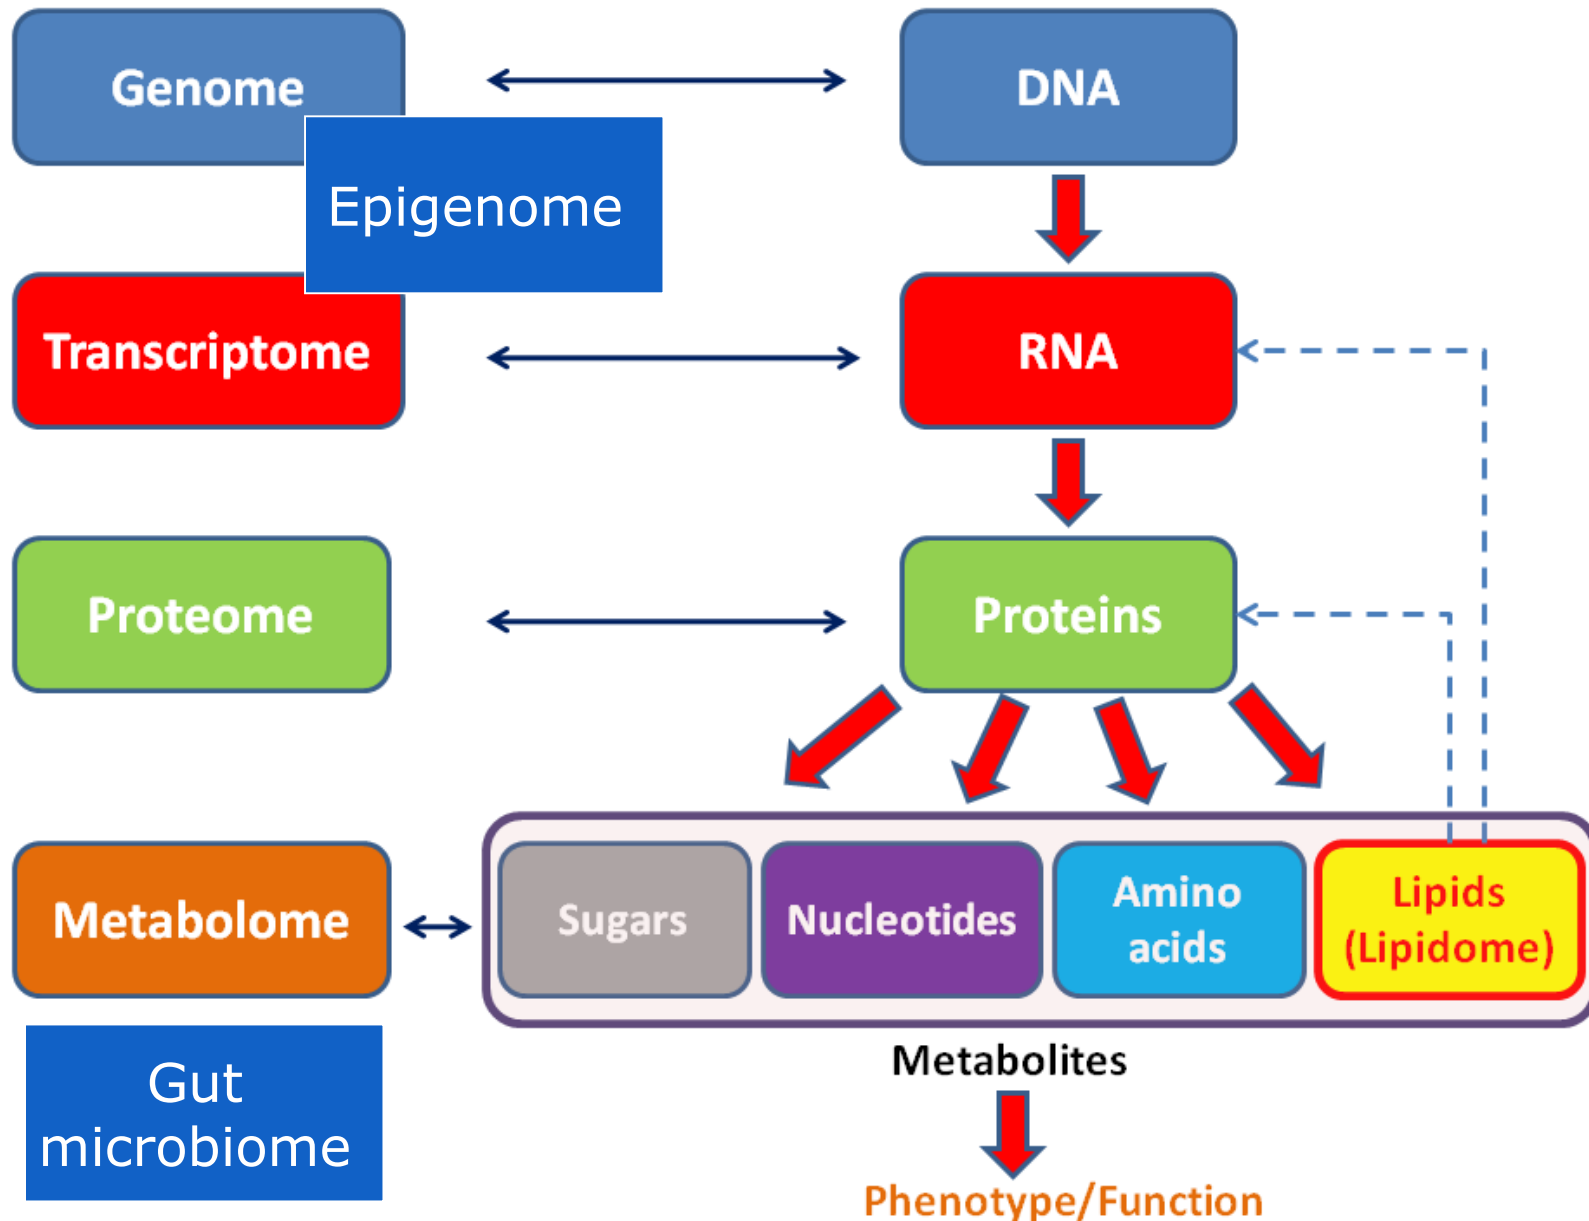 Genome
DNA
Epigenome
Transcriptome
RNA
Proteome
Proteins
Metabolome
Sugars
Nucleotides
Amino
acids
Lipids
(Lipidome)
Gut
microbiome
Metabolites
Phenotype/Function